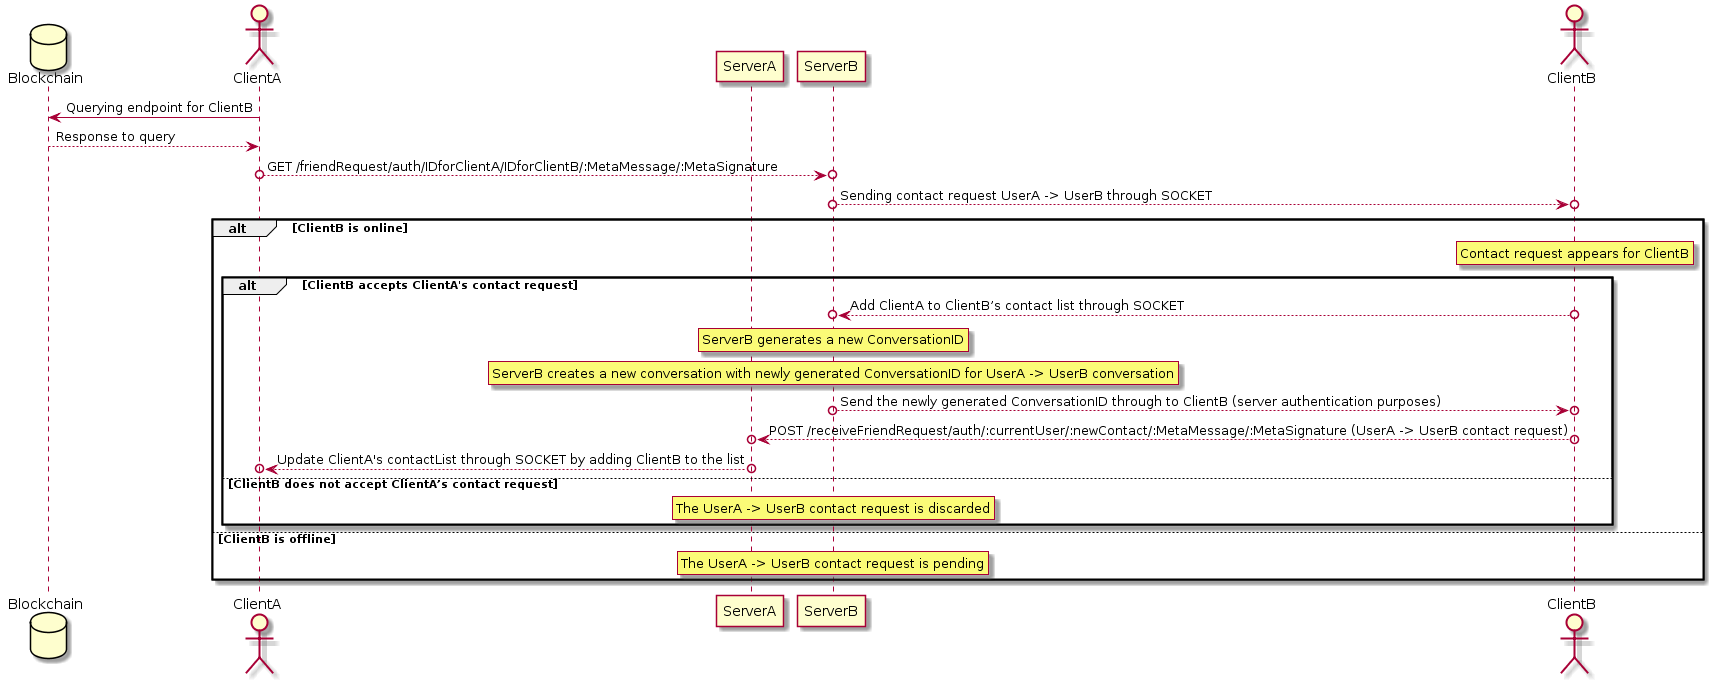 Blockchain
ClientA
ServerA
ServerB
ClientB
Querying endpoint for ClientB
Response to query
GET /friendRequest/auth/IDforClientA/IDforClientB/:MetaMessage/:MetaSignature
Sending contact request UserA -> UserB through SOCKET
alt
[ClientB is online]
Contact request appears for ClientB
alt
[ClientB accepts ClientA's contact request]
Add ClientA to ClientB’s contact list through SOCKET
ServerB generates a new ConversationID
ServerB creates a new conversation with newly generated ConversationID for UserA -> UserB conversation
Send the newly generated ConversationID through to ClientB (server authentication purposes)
POST /receiveFriendRequest/auth/:currentUser/:newContact/:MetaMessage/:MetaSignature (UserA -> UserB contact request)
Update ClientA's contactList through SOCKET by adding ClientB to the list
[ClientB does not accept ClientA’s contact request]
The UserA -> UserB contact request is discarded
[ClientB is offline]
The UserA -> UserB contact request is pending
Blockchain
ClientA
ServerA
ServerB
ClientB